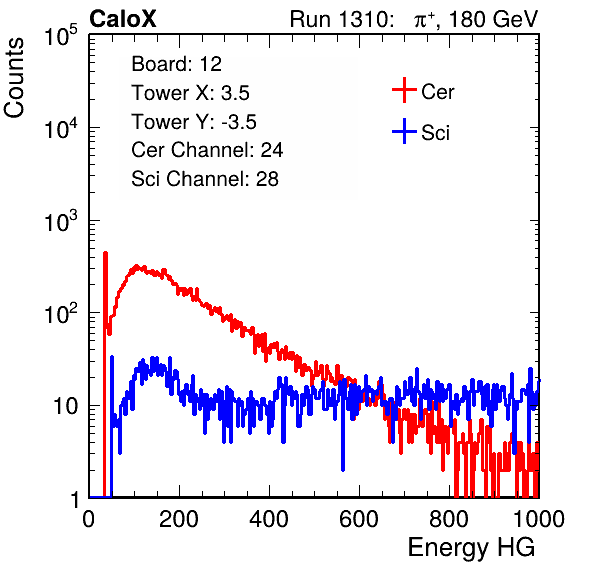 CaloX Run 1310: π⁺, 180 GeV
Counts
10⁵
10⁴
10³
10²
10
1
Board: 12
Tower X: 3.5
Tower Y: -3.5
Cer Channel: 24
Sci Channel: 28
Cer
Sci
0 200 400 600 800 1000
Energy HG